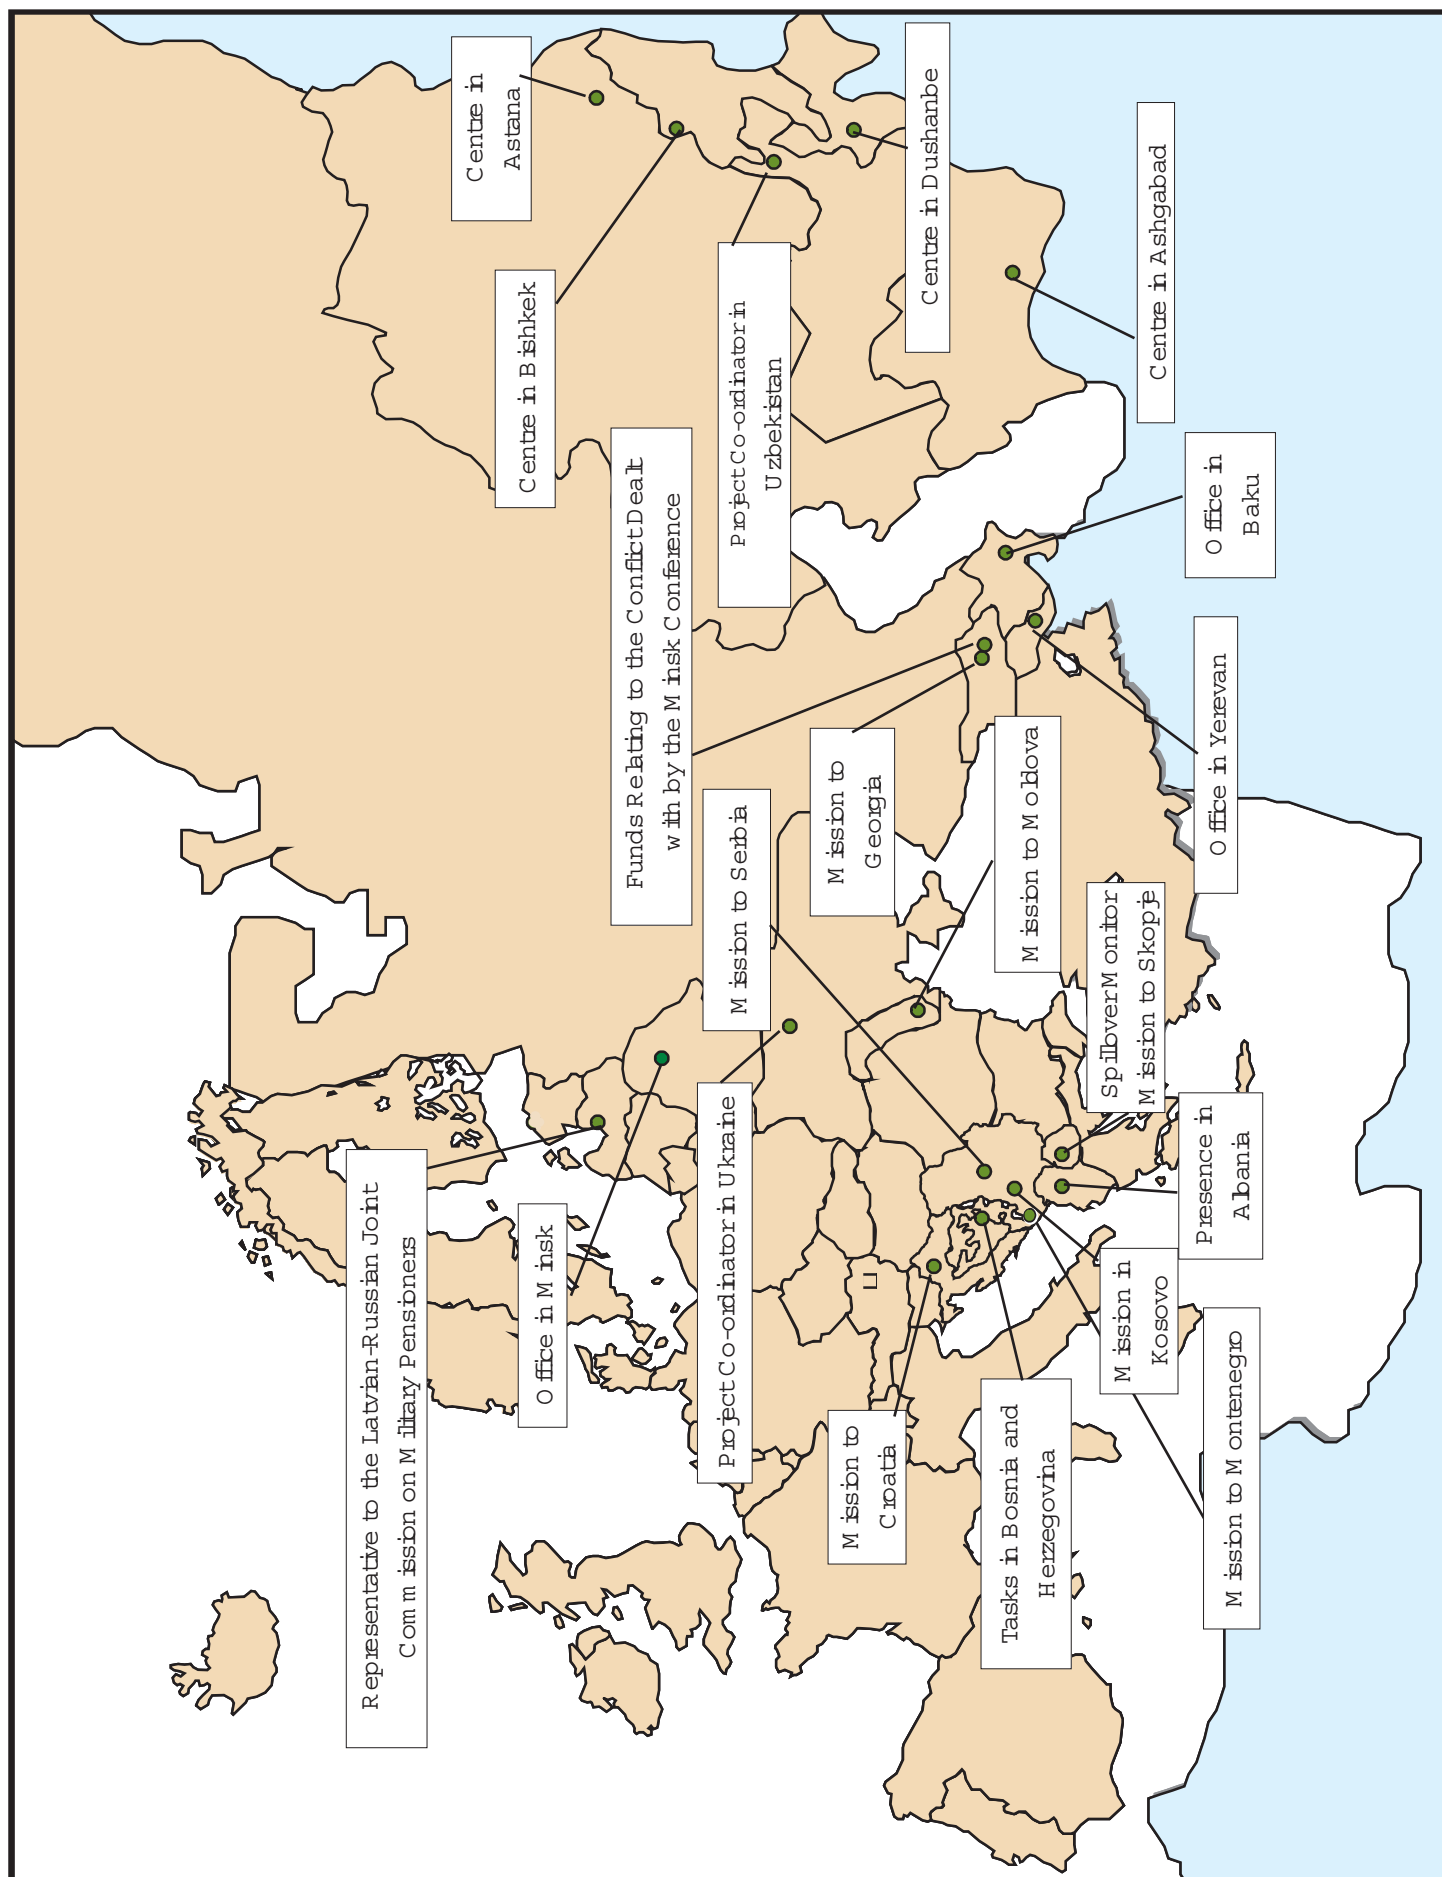 Representative to the Latvian-Russian Joint
Commission on Military Pensioners
Office in Minsk
Project Co-ordinator in Ukraine
Mission to Serbia
Funds Relating to the Conflict Dealt
with by the Minsk Conference
Centre in Bishkek
Centre in
Astana
Project Co-ordinator in
Uzbekistan
Centre in Dushanbe
Centre in Ashgabad
Office in
Baku
Office in Yerevan
Mission to
Georgia
Mission to Moldova
Spillover Monitor
Mission to Skopje
Presence in
Albania
Mission in
Kosovo
Mission to Montenegro
Tasks in Bosnia and
Herzegovina
Mission to
Croatia